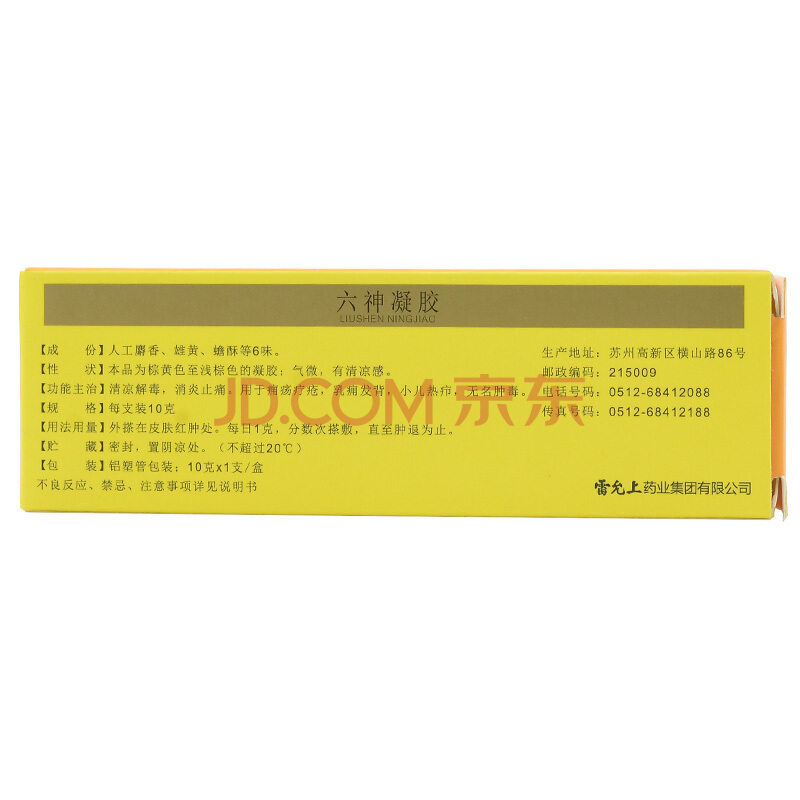 六神凝胶
LIUSHEN NINGJIAO
【成　份】人工麝香、雄黄、蟾酥等6味。
【性　状】本品为棕黄色至浅棕色的凝胶；气微，有清凉感。
【功能主治】清凉解毒，消炎止痛。用于痈疡疔疮，乳痈发背，小儿热疖，无名肿毒。
【规　格】每支装10克
【用法用量】外搽在皮肤红肿处。每日1克，分数次搭敷，直至肿退为止。
【贮　藏】密封，置阴凉处。（不超过20℃）
【包　装】铝塑管包装；10克x1支/盒
不良反应、禁忌、注意事项详见说明书
生产地址：苏州高新区横山路86号
邮政编码：215009
电话号码：0512-68412088
传真号码：0512-68412188
雷允上药业集团有限公司
JD.COM 京东